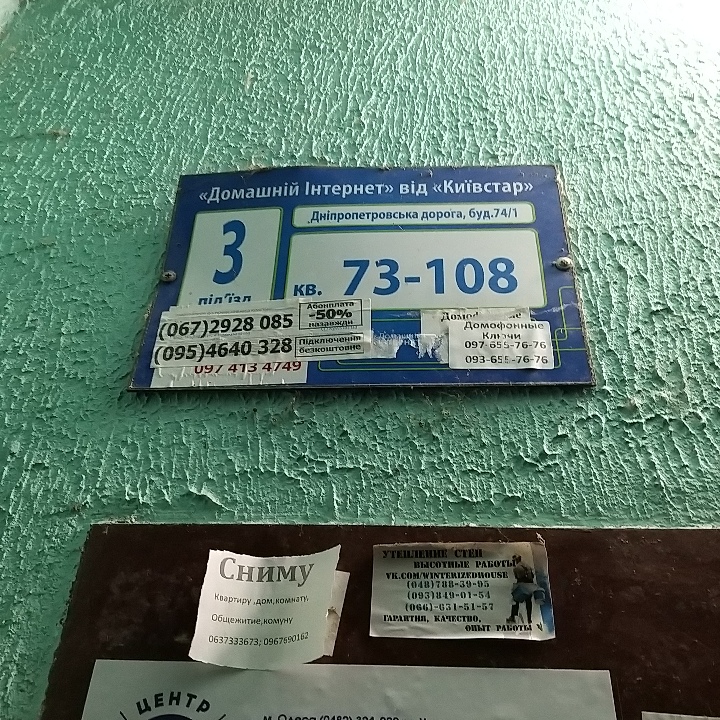 «Домашній Інтернет» від «Київстар»
Дніпропетровська дорога, буд.74/1
3
під'їзд
кв. 73-108
(067)2928 085
Абонплата
-50%
назавжди
(095)4640 328
Підключення
безкоштовне
097 413 4749
Домофонные
Ключи
097-655-76-76
093-655-76-76
Сниму
Квартиру ,дом,комнату,
Общежитие,комуну
0637333673; 0967690162
УТЕПЛЕНИЕ СТЕН
ВЫСОТНЫЕ РАБОТЫ
VK.COM/WINTERIZEDHOUSE
(048)788-39-95
(093)849-01-54
(066)-631-51-57
ГАРАНТИЯ, КАЧЕСТВО,
ОПЫТ РАБОТЫ
ЦЕНТР